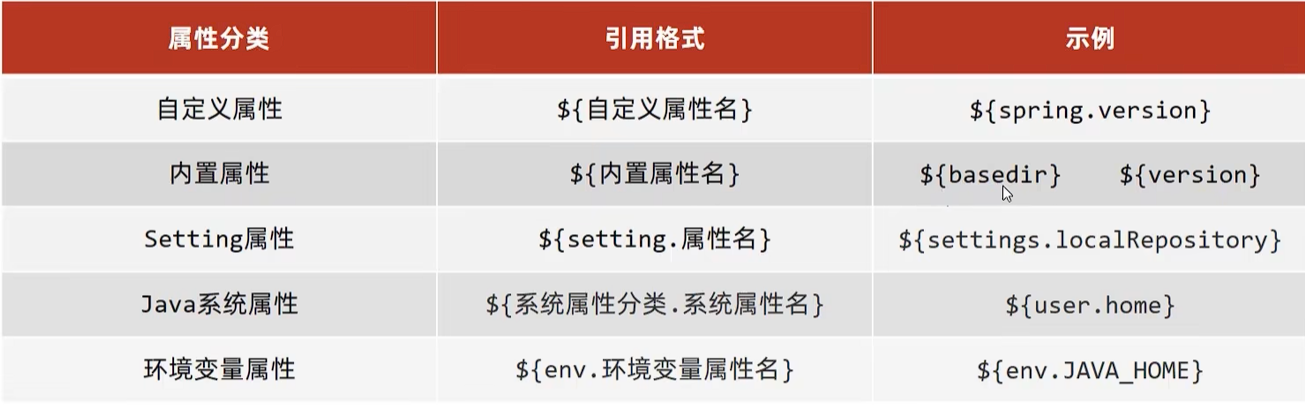 属性分类 引用格式 示例
自定义属性 ${自定义属性名} ${spring.version}
内置属性 ${内置属性名} ${basedir} ${version}
Setting属性 ${setting.属性名} ${settings.localRepository}
Java系统属性 ${系统属性分类.系统属性名} ${user.home}
环境变量属性 ${env.环境变量属性名} ${env.JAVA_HOME}